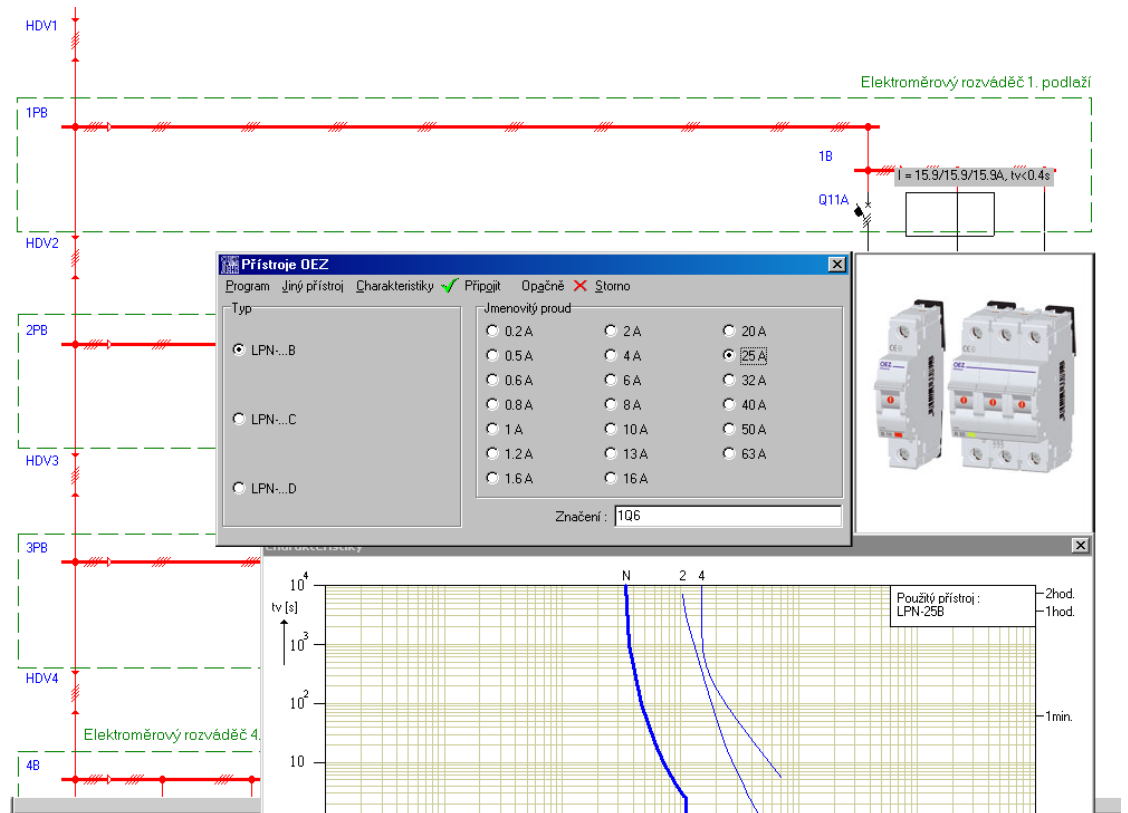 HDV1
Elektroměrový rozváděč 1. podlaží
1PB
1B
I = 15.9/15.9/15.9A, tv<0.4s
Q11A
HDV2
Přístroje OEZ
Program Jiný přístroj Charakteristiky Připojit Opačně Storno
Typ
LPN-...B
LPN-...C
LPN-...D
Jmenovitý proud
0.2 A 2 A 20 A
0.5 A 4 A 25 A
0.6 A 6 A 32 A
0.8 A 8 A 40 A
1 A 10 A 50 A
1.2 A 13 A 63 A
1.6 A 16 A
Značení : 1Q6
OEZ
OEZ
2PB
HDV3
3PB
HDV4
Elektroměrový rozváděč 4.
4B
Charakteristiky
N 2 4
10⁴
tv [s]
10³
10²
10
Použitý přístroj :
LPN-25B
2hod.
1hod.
1min.